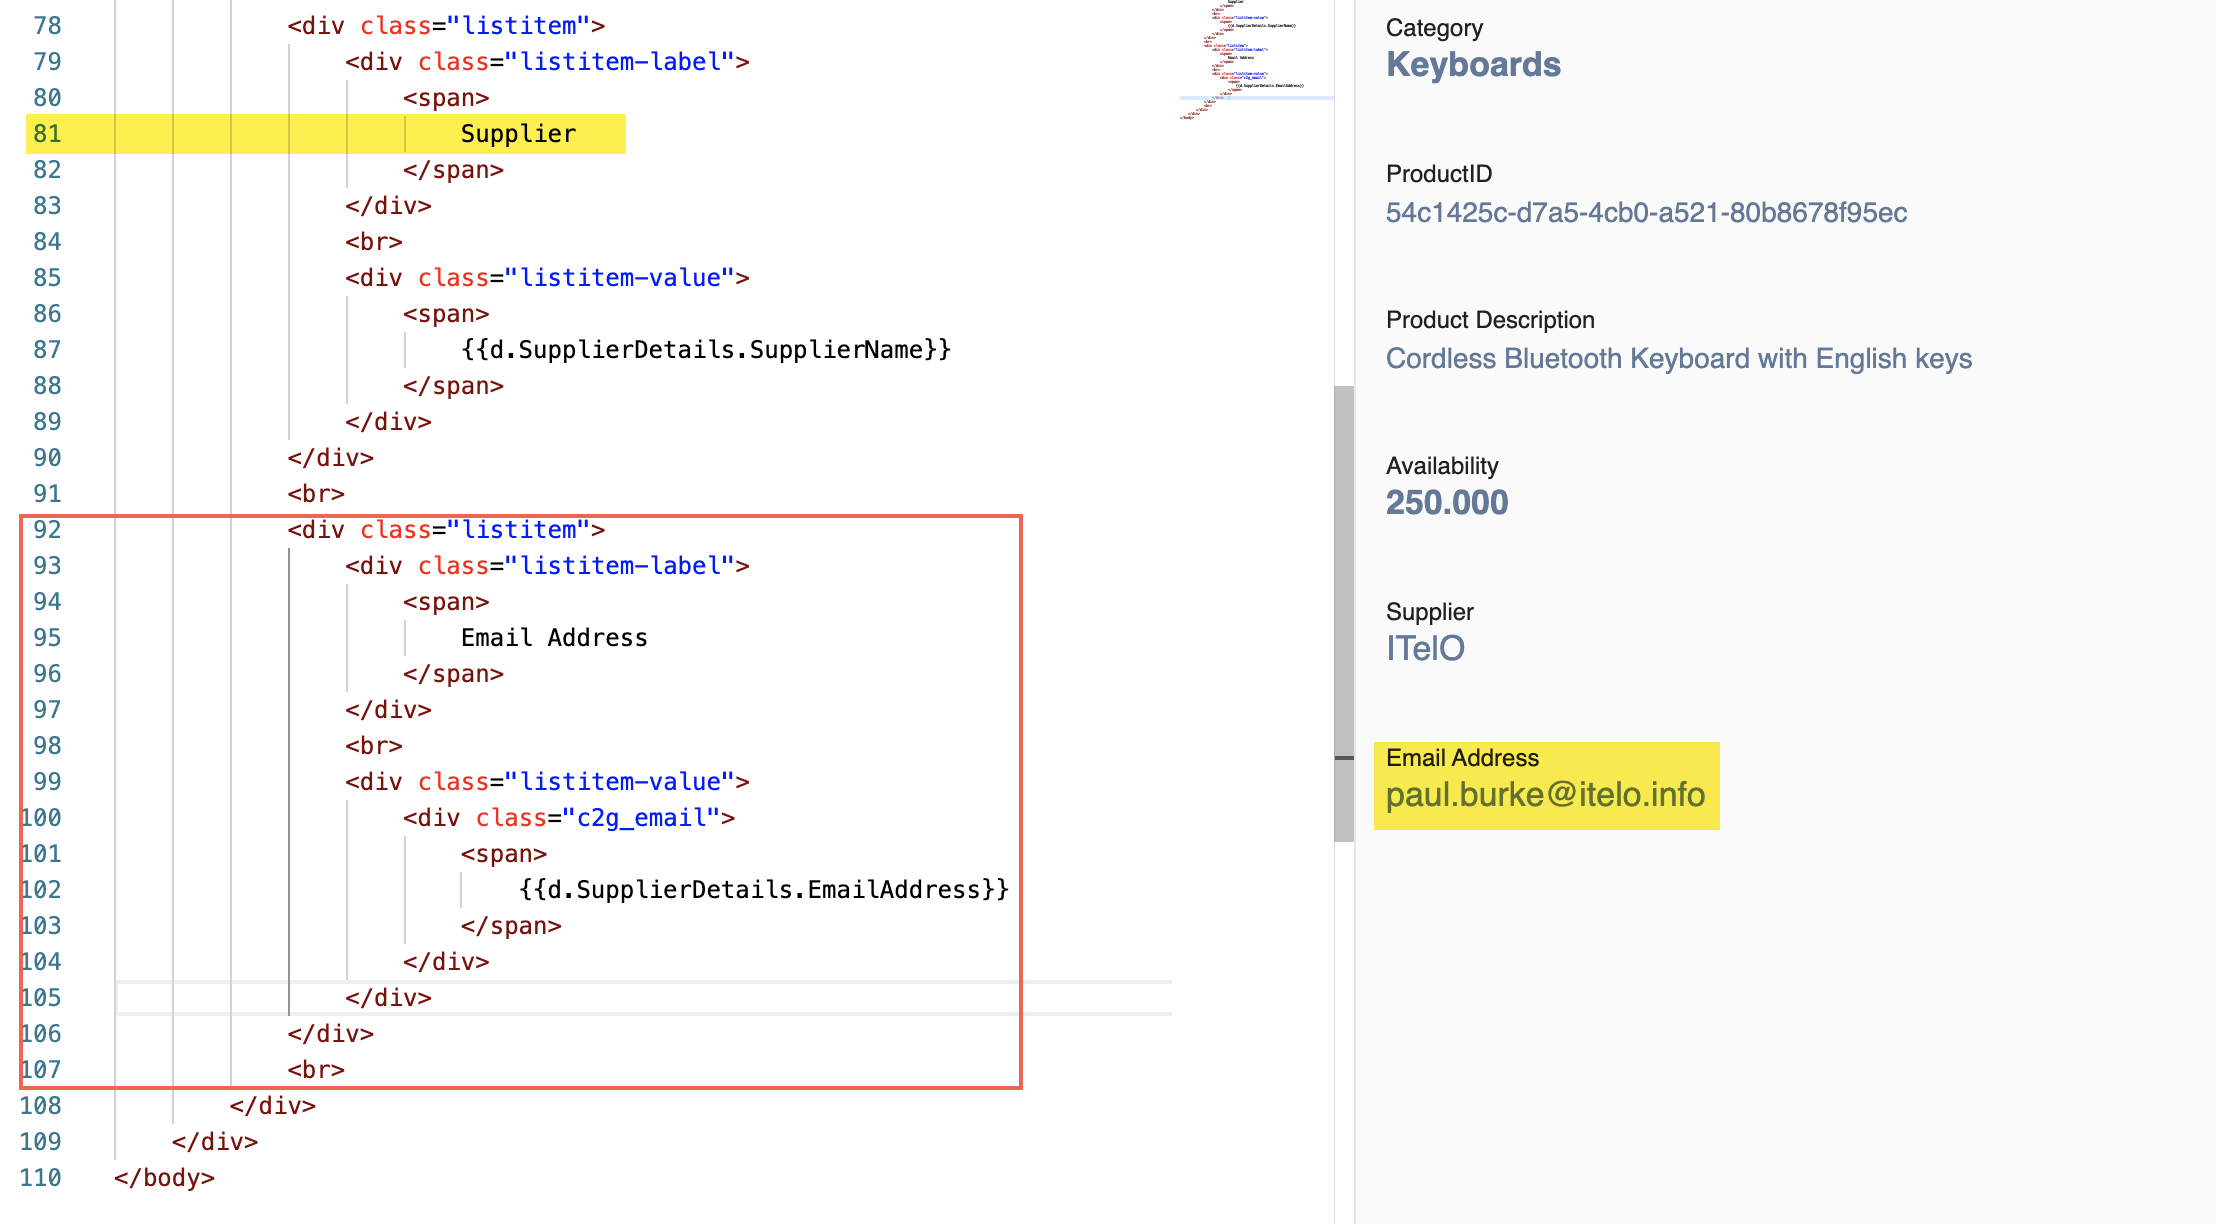 78 <div class="listitem">
79 <div class="listitem-label">
80 <span>
81 Supplier
82 </span>
83 </div>
84 <br>
85 <div class="listitem-value">
86 <span>
87 {{d.SupplierDetails.SupplierName}}
88 </span>
89 </div>
90 </div>
91 <br>
92 <div class="listitem">
93 <div class="listitem-label">
94 <span>
95 Email Address
96 </span>
97 </div>
98 <br>
99 <div class="listitem-value">
100 <div class="c2g_email">
101 <span>
102 {{d.SupplierDetails.EmailAddress}}
103 </span>
104 </div>
105 </div>
106 </div>
107 <br>
108 </div>
109 </div>
110 </body>
Category
Keyboards
ProductID
54c1425c-d7a5-4cb0-a521-80b8678f95ec
Product Description
Cordless Bluetooth Keyboard with English keys
Availability
250.000
Supplier
ITelO
Email Address
paul.burke@itelo.info